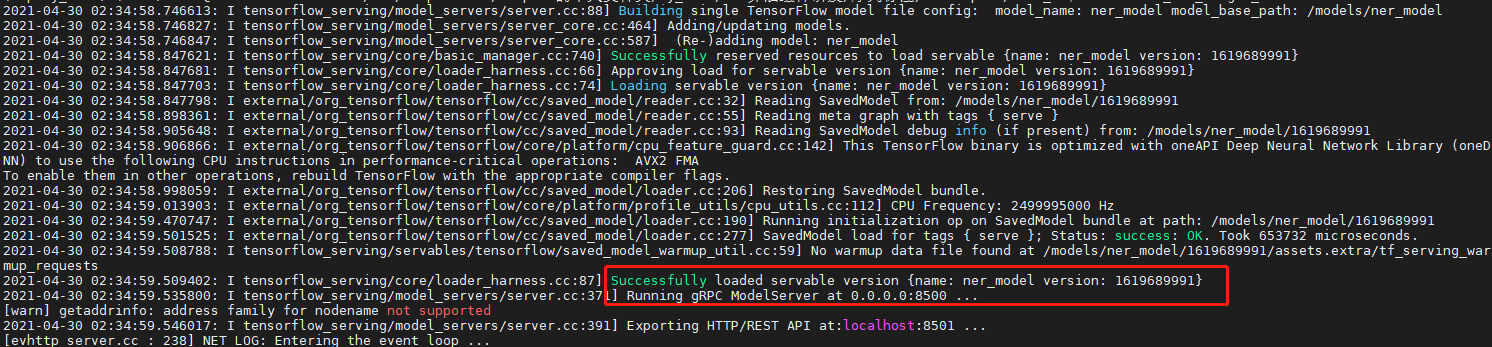 2021-04-30 02:34:58.746613: I tensorflow_serving/model_servers/server.cc:88] Building single TensorFlow model file config:  model_name: ner_model model_base_path: /models/ner_model
2021-04-30 02:34:58.746827: I tensorflow_serving/model_servers/server_core.cc:464] Adding/updating models.
2021-04-30 02:34:58.746847: I tensorflow_serving/model_servers/server_core.cc:587]  (Re-)adding model: ner_model
2021-04-30 02:34:58.847621: I tensorflow_serving/core/basic_manager.cc:740] Successfully reserved resources to load servable {name: ner_model version: 1619689991}
2021-04-30 02:34:58.847681: I tensorflow_serving/core/loader_harness.cc:66] Approving load for servable version {name: ner_model version: 1619689991}
2021-04-30 02:34:58.847703: I tensorflow_serving/core/loader_harness.cc:74] Loading servable version {name: ner_model version: 1619689991}
2021-04-30 02:34:58.847798: I external/org_tensorflow/tensorflow/cc/saved_model/reader.cc:32] Reading SavedModel from: /models/ner_model/1619689991
2021-04-30 02:34:58.898361: I external/org_tensorflow/tensorflow/cc/saved_model/reader.cc:55] Reading meta graph with tags { serve }
2021-04-30 02:34:58.905648: I external/org_tensorflow/tensorflow/cc/saved_model/reader.cc:93] Reading SavedModel debug info (if present) from: /models/ner_model/1619689991
2021-04-30 02:34:58.906866: I external/org_tensorflow/tensorflow/core/platform/cpu_feature_guard.cc:142] This TensorFlow binary is optimized with oneAPI Deep Neural Network Library (oneD
NN) to use the following CPU instructions in performance-critical operations:  AVX2 FMA
To enable them in other operations, rebuild TensorFlow with the appropriate compiler flags.
2021-04-30 02:34:58.998059: I external/org_tensorflow/tensorflow/cc/saved_model/loader.cc:206] Restoring SavedModel bundle.
2021-04-30 02:34:59.013903: I external/org_tensorflow/tensorflow/core/platform/profile_utils/cpu_utils.cc:112] CPU Frequency: 2499995000 Hz
2021-04-30 02:34:59.470747: I external/org_tensorflow/tensorflow/cc/saved_model/loader.cc:190] Running initialization op on SavedModel bundle at path: /models/ner_model/1619689991
2021-04-30 02:34:59.501525: I external/org_tensorflow/tensorflow/cc/saved_model/loader.cc:277] SavedModel load for tags { serve }; Status: success: OK. Took 653732 microseconds.
2021-04-30 02:34:59.508788: I tensorflow_serving/servables/tensorflow/saved_model_warmup_util.cc:59] No warmup data file found at /models/ner_model/1619689991/assets.extra/tf_serving_war
mup_requests
2021-04-30 02:34:59.509402: I tensorflow_serving/core/loader_harness.cc:87] Successfully loaded servable version {name: ner_model version: 1619689991}
2021-04-30 02:34:59.535800: I tensorflow_serving/model_servers/server.cc:371] Running gRPC ModelServer at 0.0.0.0:8500 ...
[warn] getaddrinfo: address family for nodename not supported
2021-04-30 02:34:59.546017: I tensorflow_serving/model_servers/server.cc:391] Exporting HTTP/REST API at:localhost:8501 ...
[evhttp_server.cc : 238] NET_LOG: Entering the event loop ...